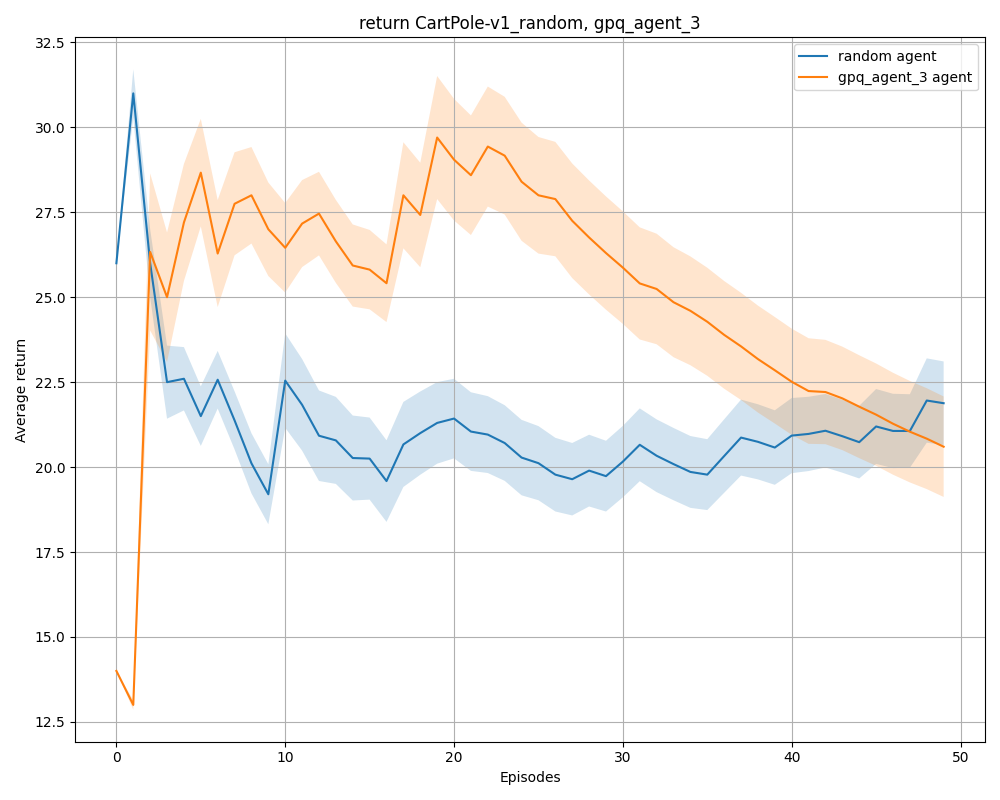 return CartPole-v1_random, gpq_agent_3
random agent
gpq_agent_3 agent
Average return
32.5
30.0
27.5
25.0
22.5
20.0
17.5
15.0
12.5
0 10 20 30 40 50
Episodes